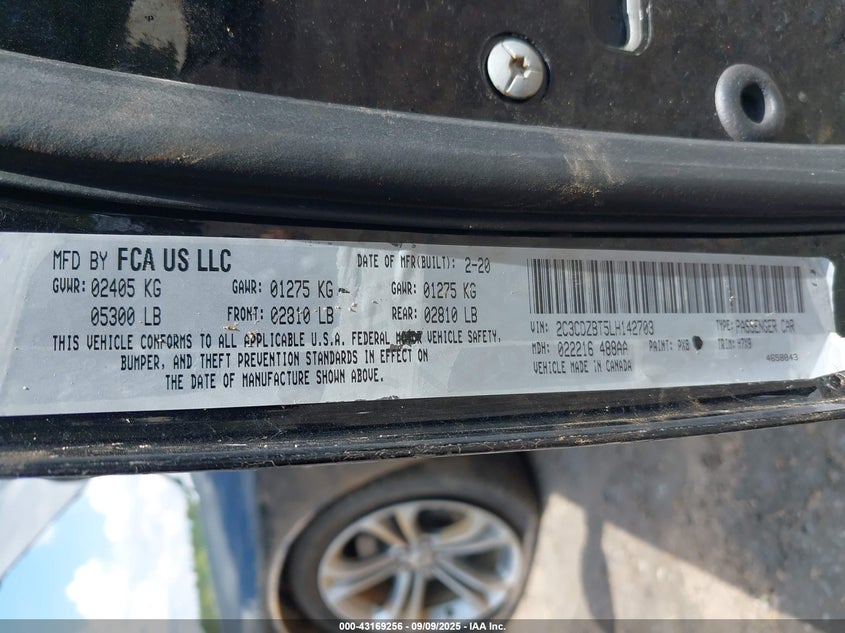 MFD BY FCA US LLC DATE OF MFR(BUILT): 2-20
GVWR: 02405 KG GAWR: 01275 KG GAWR: 01275 KG
05300 LB FRONT: 02810 LB REAR: 02810 LB
THIS VEHICLE CONFORMS TO ALL APPLICABLE U.S.A. FEDERAL MOTOR VEHICLE SAFETY,
BUMPER, AND THEFT PREVENTION STANDARDS IN EFFECT ON
THE DATE OF MANUFACTURE SHOWN ABOVE.
VIN: 2C3CDZBT5LH142703 TYPE: PASSENGER CAR
MDH: 022216 488AA PAINT: PX8 TRIM: H7X9
VEHICLE MADE IN CANADA 4650043
000-43169256 - 09/09/2025 - IAA Inc.